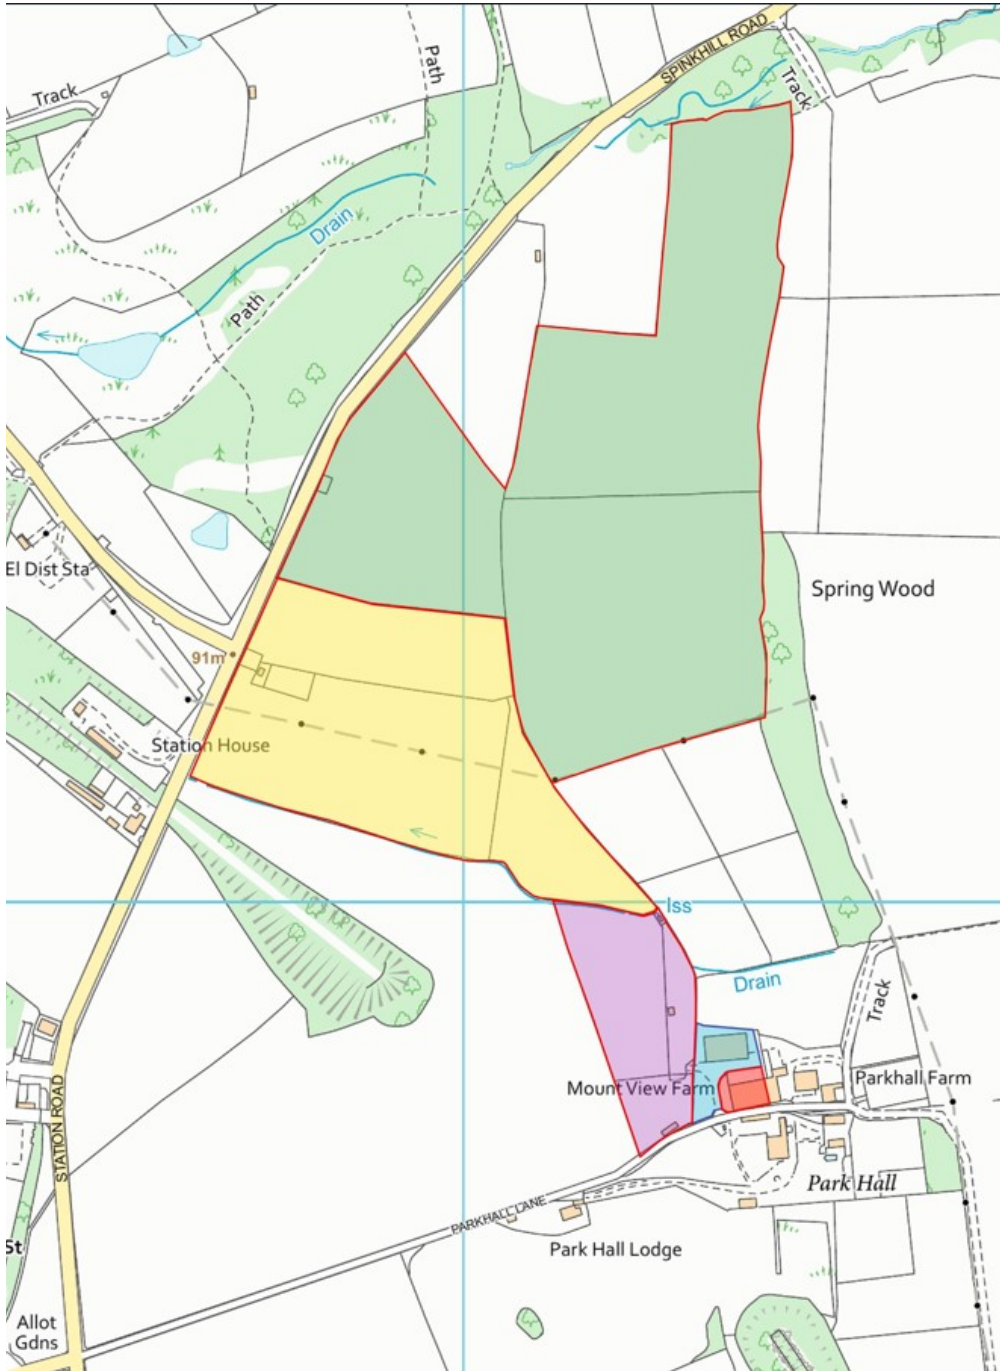 SPINKHILL ROAD
Path
Track
Track
Drain
Path
El Dist Sta
Spring Wood
91m
Station House
Iss
Drain
Track
Mount View Farm
Parkhall Farm
STATION ROAD
Park Hall
PARKHALL LANE
Park Hall Lodge
St
Allot
Gdns